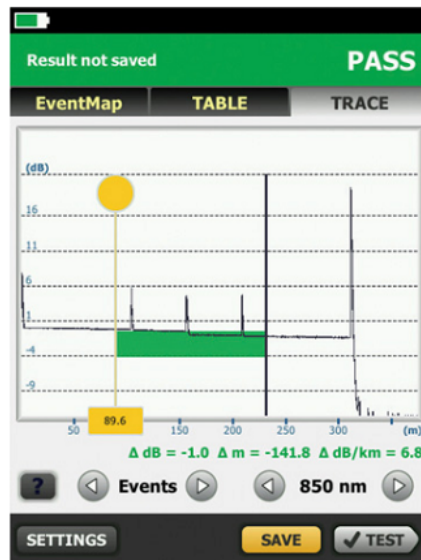 Result not saved PASS
EventMap TABLE TRACE
(dB)
16
11
6
1
-4
-9
89.6
50 150 200 250 300 (m)
Δ dB = -1.0 Δ m = -141.8 Δ dB/km = 6.8
? Events 850 nm
SETTINGS SAVE TEST